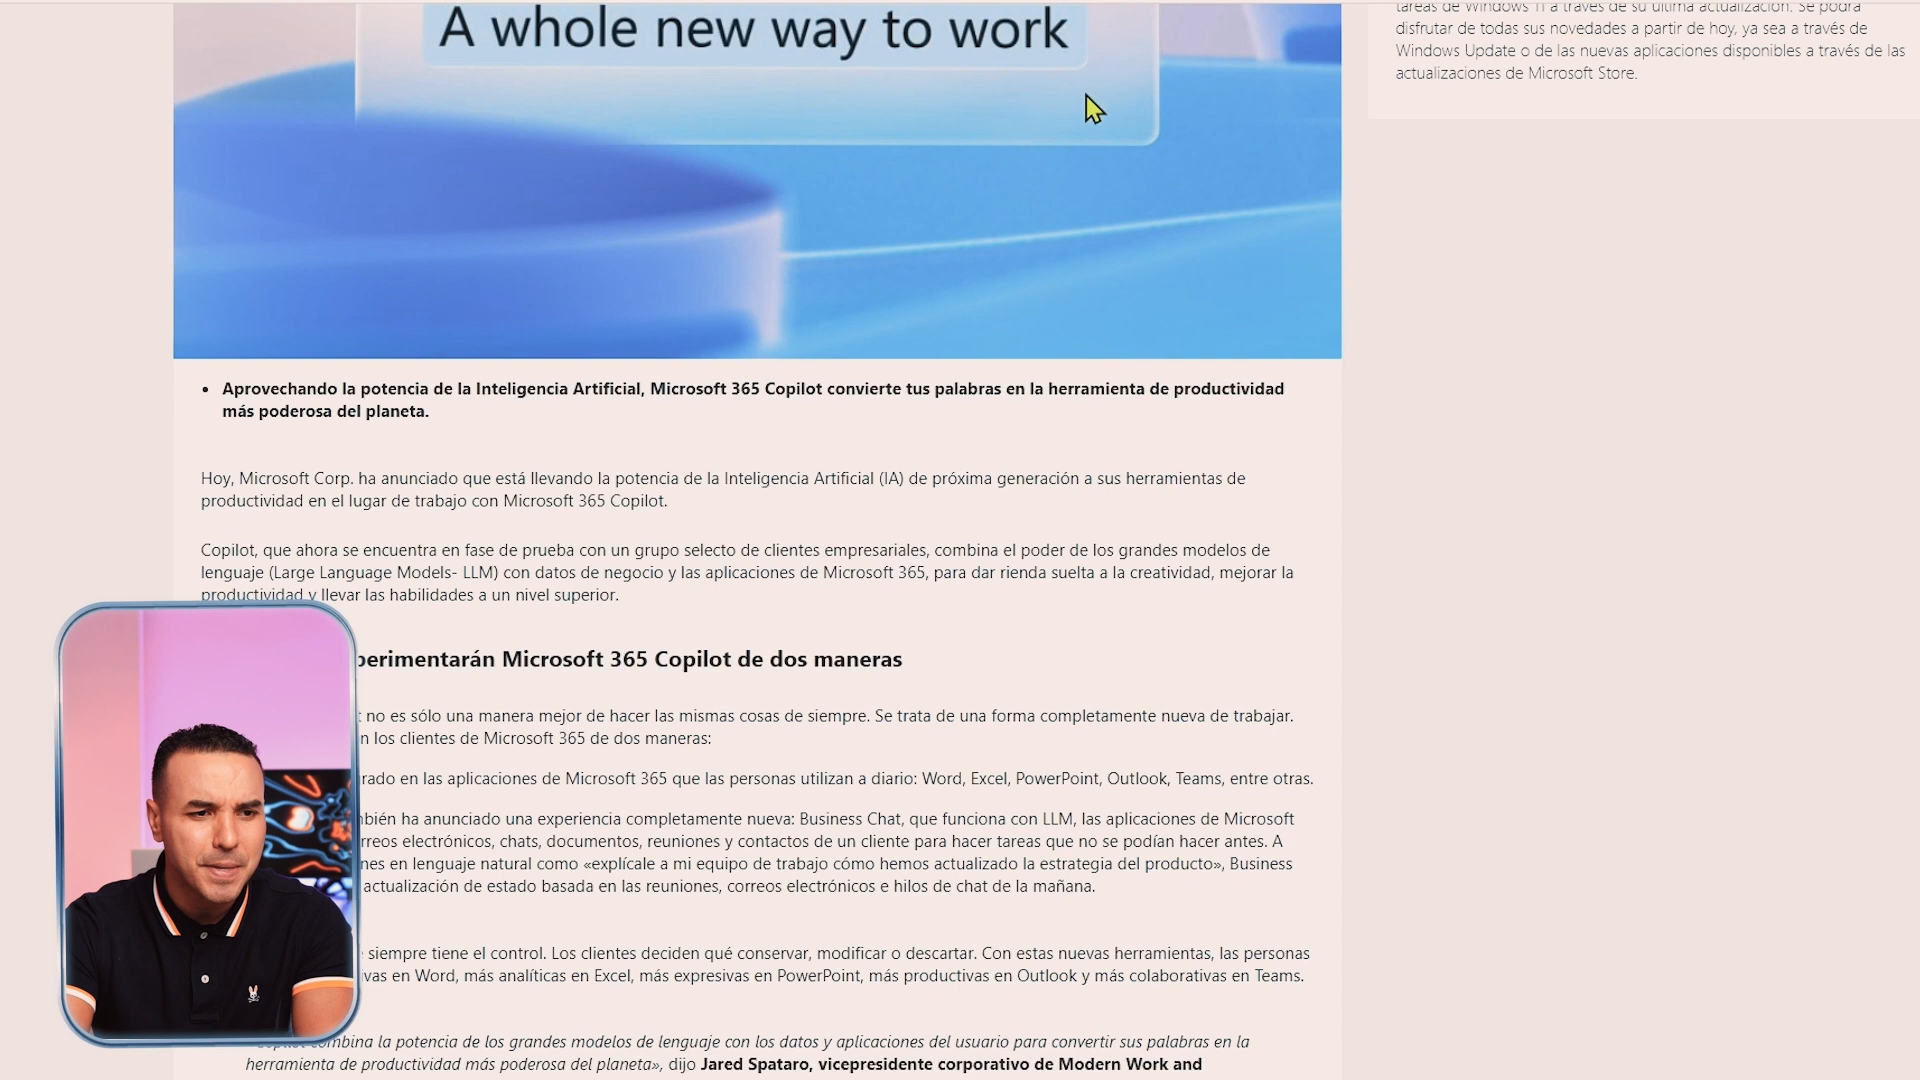 A whole new way to work
tareas de Windows 11 a través de su última actualización. Se podrá
disfrutar de todas sus novedades a partir de hoy, ya sea a través de
Windows Update o de las nuevas aplicaciones disponibles a través de las
actualizaciones de Microsoft Store.
• Aprovechando la potencia de la Inteligencia Artificial, Microsoft 365 Copilot convierte tus palabras en la herramienta de productividad
más poderosa del planeta.
Hoy, Microsoft Corp. ha anunciado que está llevando la potencia de la Inteligencia Artificial (IA) de próxima generación a sus herramientas de
productividad en el lugar de trabajo con Microsoft 365 Copilot.
Copilot, que ahora se encuentra en fase de prueba con un grupo selecto de clientes empresariales, combina el poder de los grandes modelos de
lenguaje (Large Language Models- LLM) con datos de negocio y las aplicaciones de Microsoft 365, para dar rienda suelta a la creatividad, mejorar la
productividad y llevar las habilidades a un nivel superior.
perimentarán Microsoft 365 Copilot de dos maneras
t no es sólo una manera mejor de hacer las mismas cosas de siempre. Se trata de una forma completamente nueva de trabajar.
n los clientes de Microsoft 365 de dos maneras:
rado en las aplicaciones de Microsoft 365 que las personas utilizan a diario: Word, Excel, PowerPoint, Outlook, Teams, entre otras.
bién ha anunciado una experiencia completamente nueva: Business Chat, que funciona con LLM, las aplicaciones de Microsoft
rreos electrónicos, chats, documentos, reuniones y contactos de un cliente para hacer tareas que no se podían hacer antes. A
nes en lenguaje natural como «explícale a mi equipo de trabajo cómo hemos actualizado la estrategia del producto», Business
actualización de estado basada en las reuniones, correos electrónicos e hilos de chat de la mañana.
siempre tiene el control. Los clientes deciden qué conservar, modificar o descartar. Con estas nuevas herramientas, las personas
vas en Word, más analíticas en Excel, más expresivas en PowerPoint, más productivas en Outlook y más colaborativas en Teams.
mbina la potencia de los grandes modelos de lenguaje con los datos y aplicaciones del usuario para convertir sus palabras en la
herramienta de productividad más poderosa del planeta», dijo Jared Spataro, vicepresidente corporativo de Modern Work and